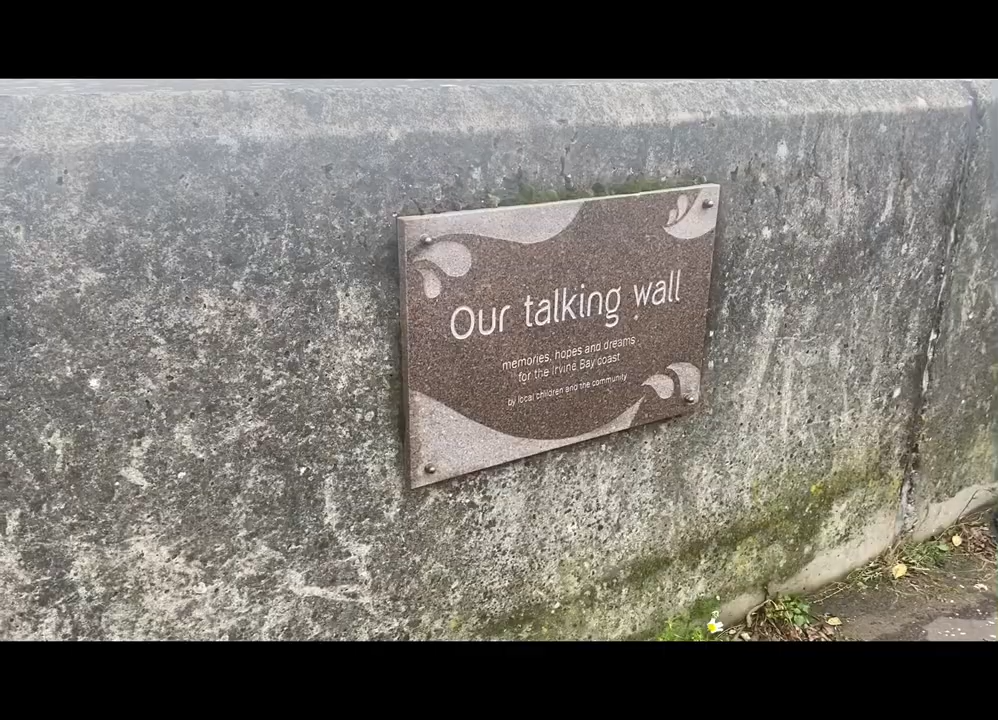 Our talking wall
memories, hopes and dreams
for the Irvine Bay coast
by local children and the community